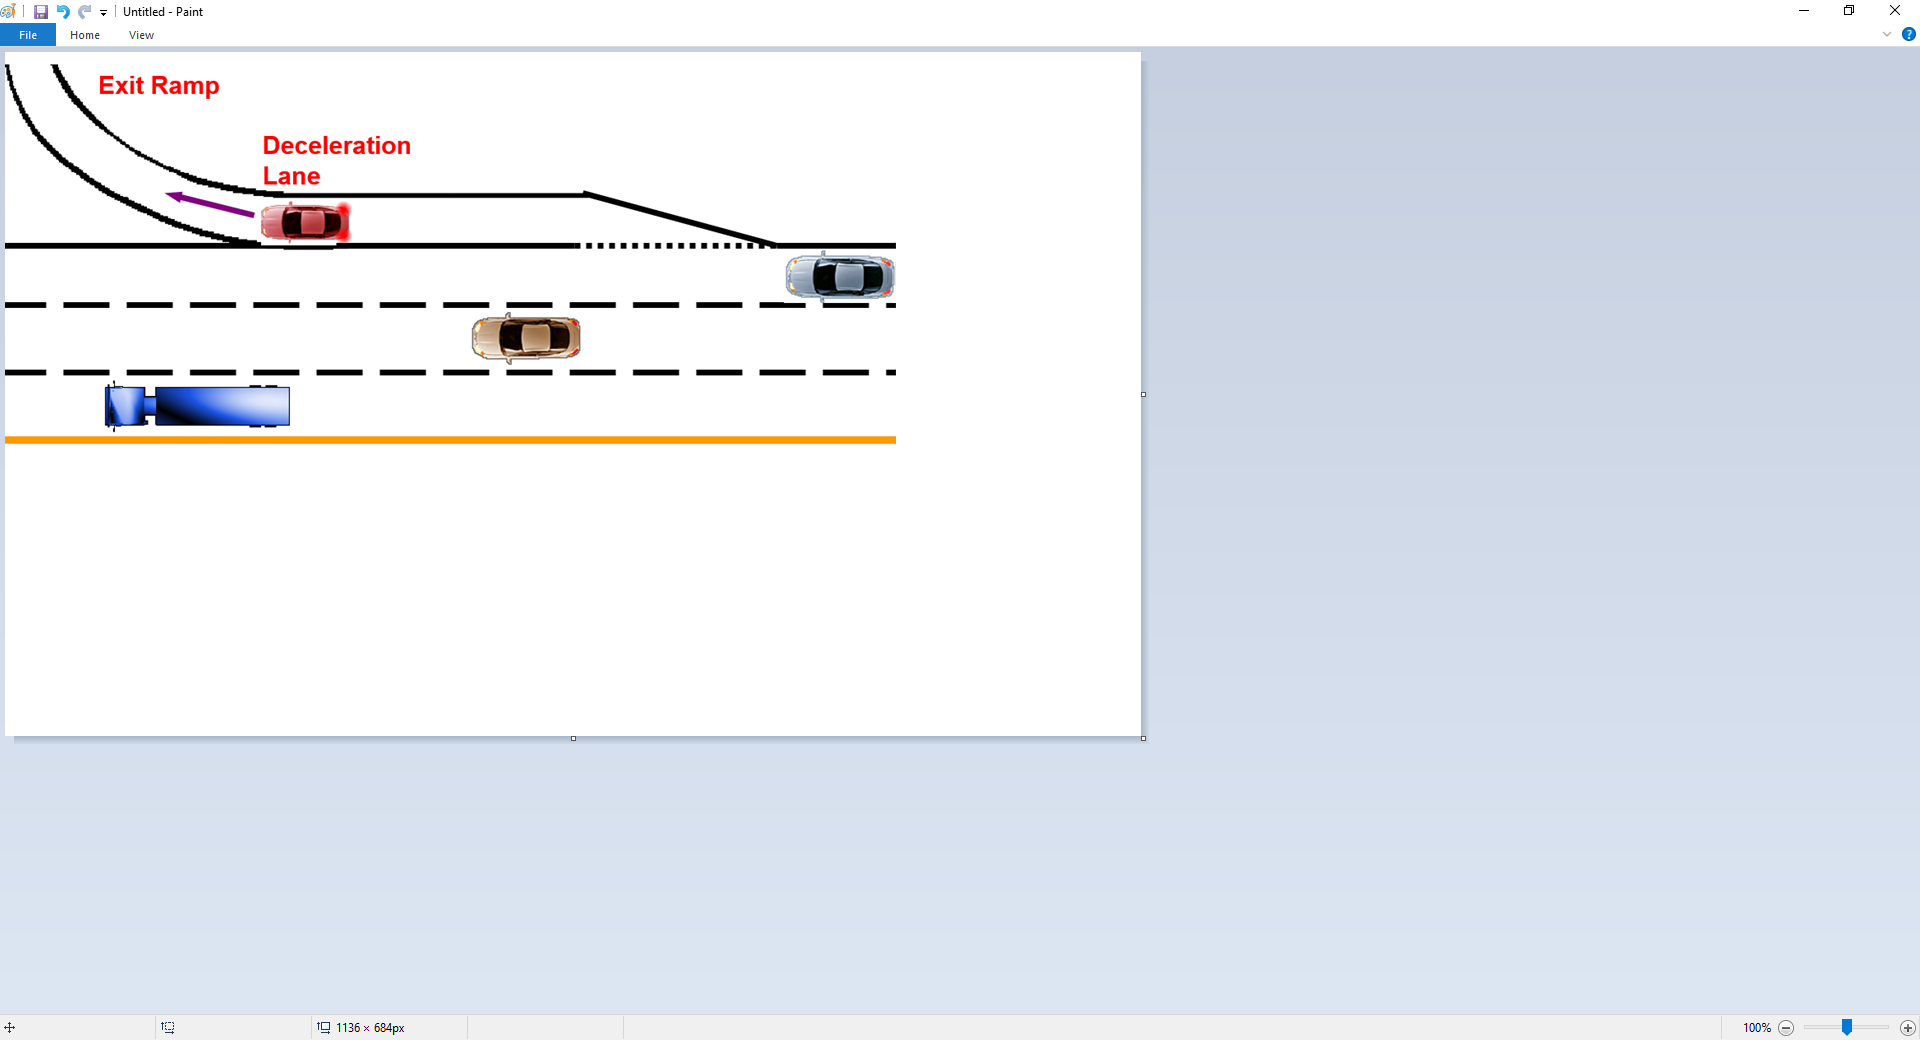 Untitled - Paint
File Home View
Exit Ramp
Deceleration
Lane
1136 × 684px
100%